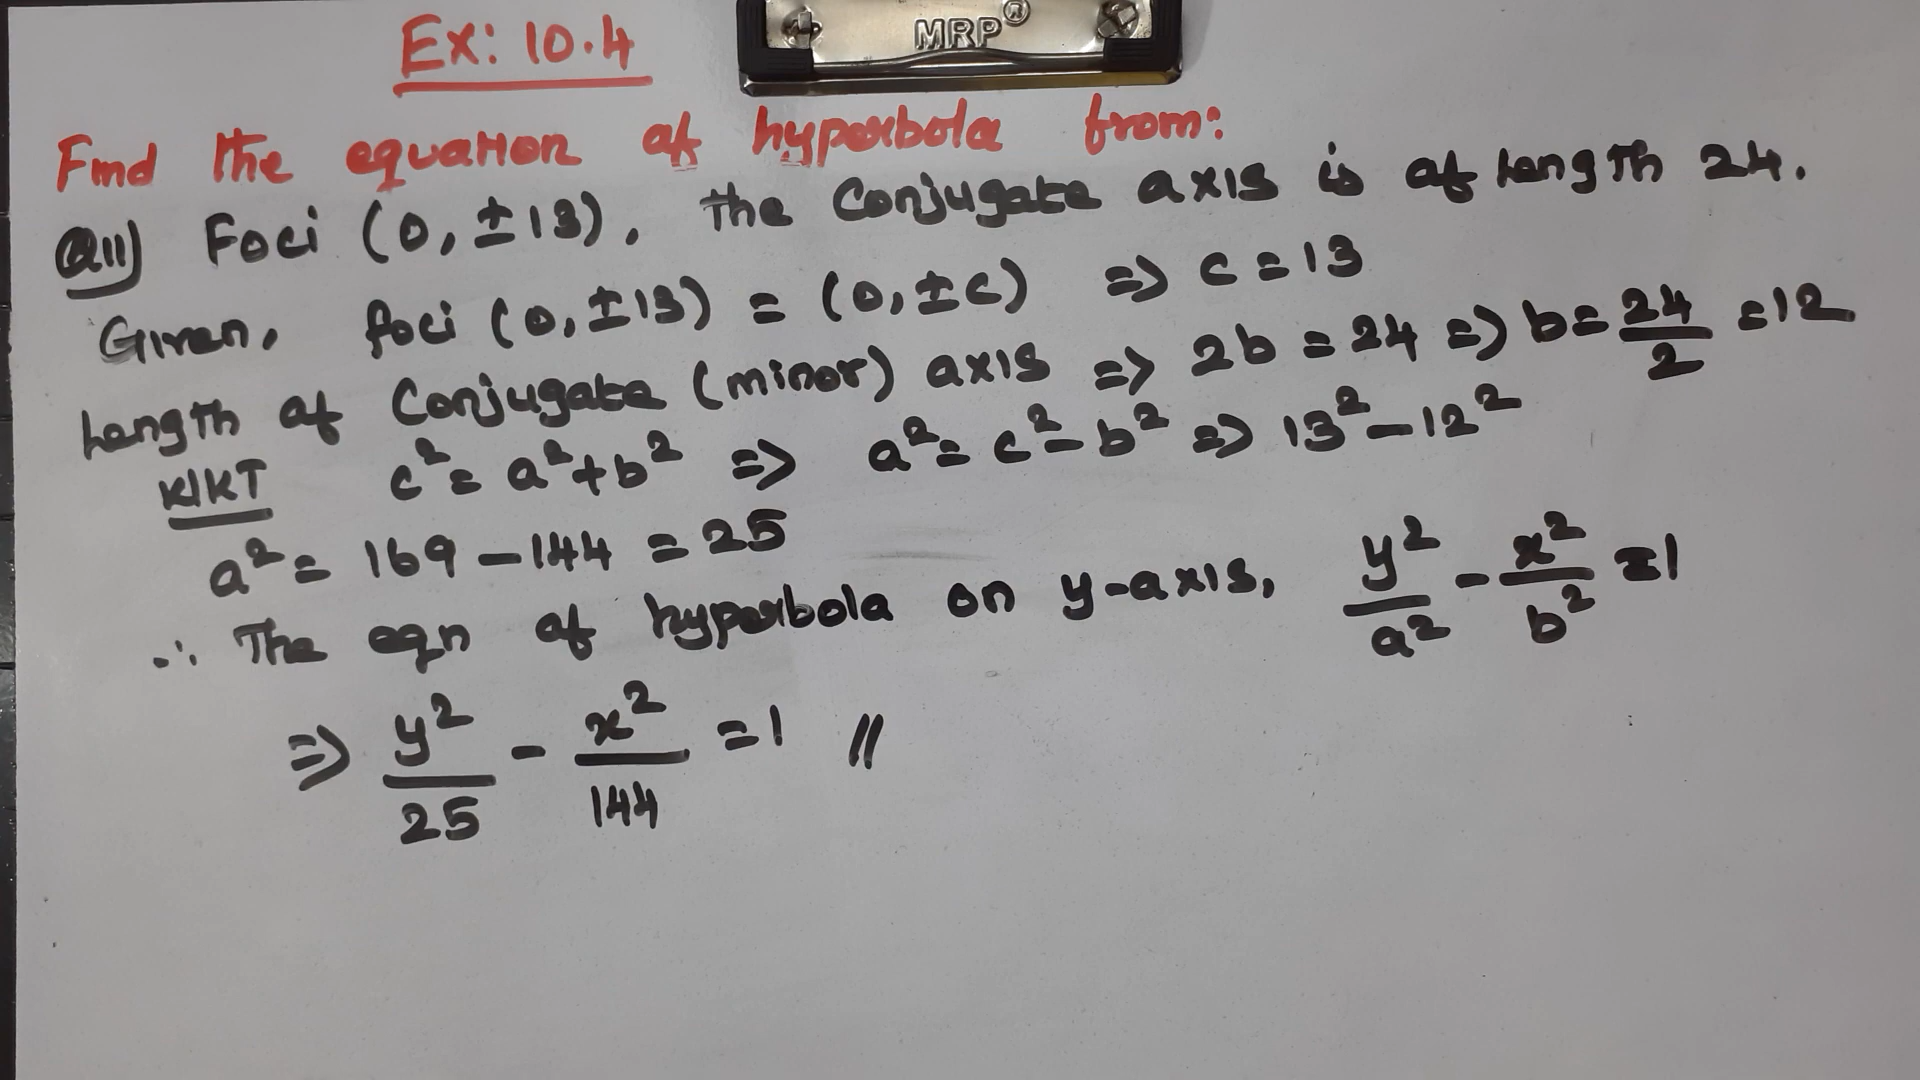 MRP®
Ex: 10.4
Find the equation of hyperbola from:
Q11) Foci (0, ±13), the Conjugate axis is of length 24.
Given, foci (0, ±13) = (0, ±c) => c = 13
Length of Conjugate (minor) axis => 2b = 24 => b = 24/2 = 12
WKT c² = a² + b² => a² = c² - b² => 13² - 12²
a² = 169 - 144 = 25
∴ The eqn of hyperbola on y-axis, y²/a² - x²/b² = 1
=> y²/25 - x²/144 = 1 //